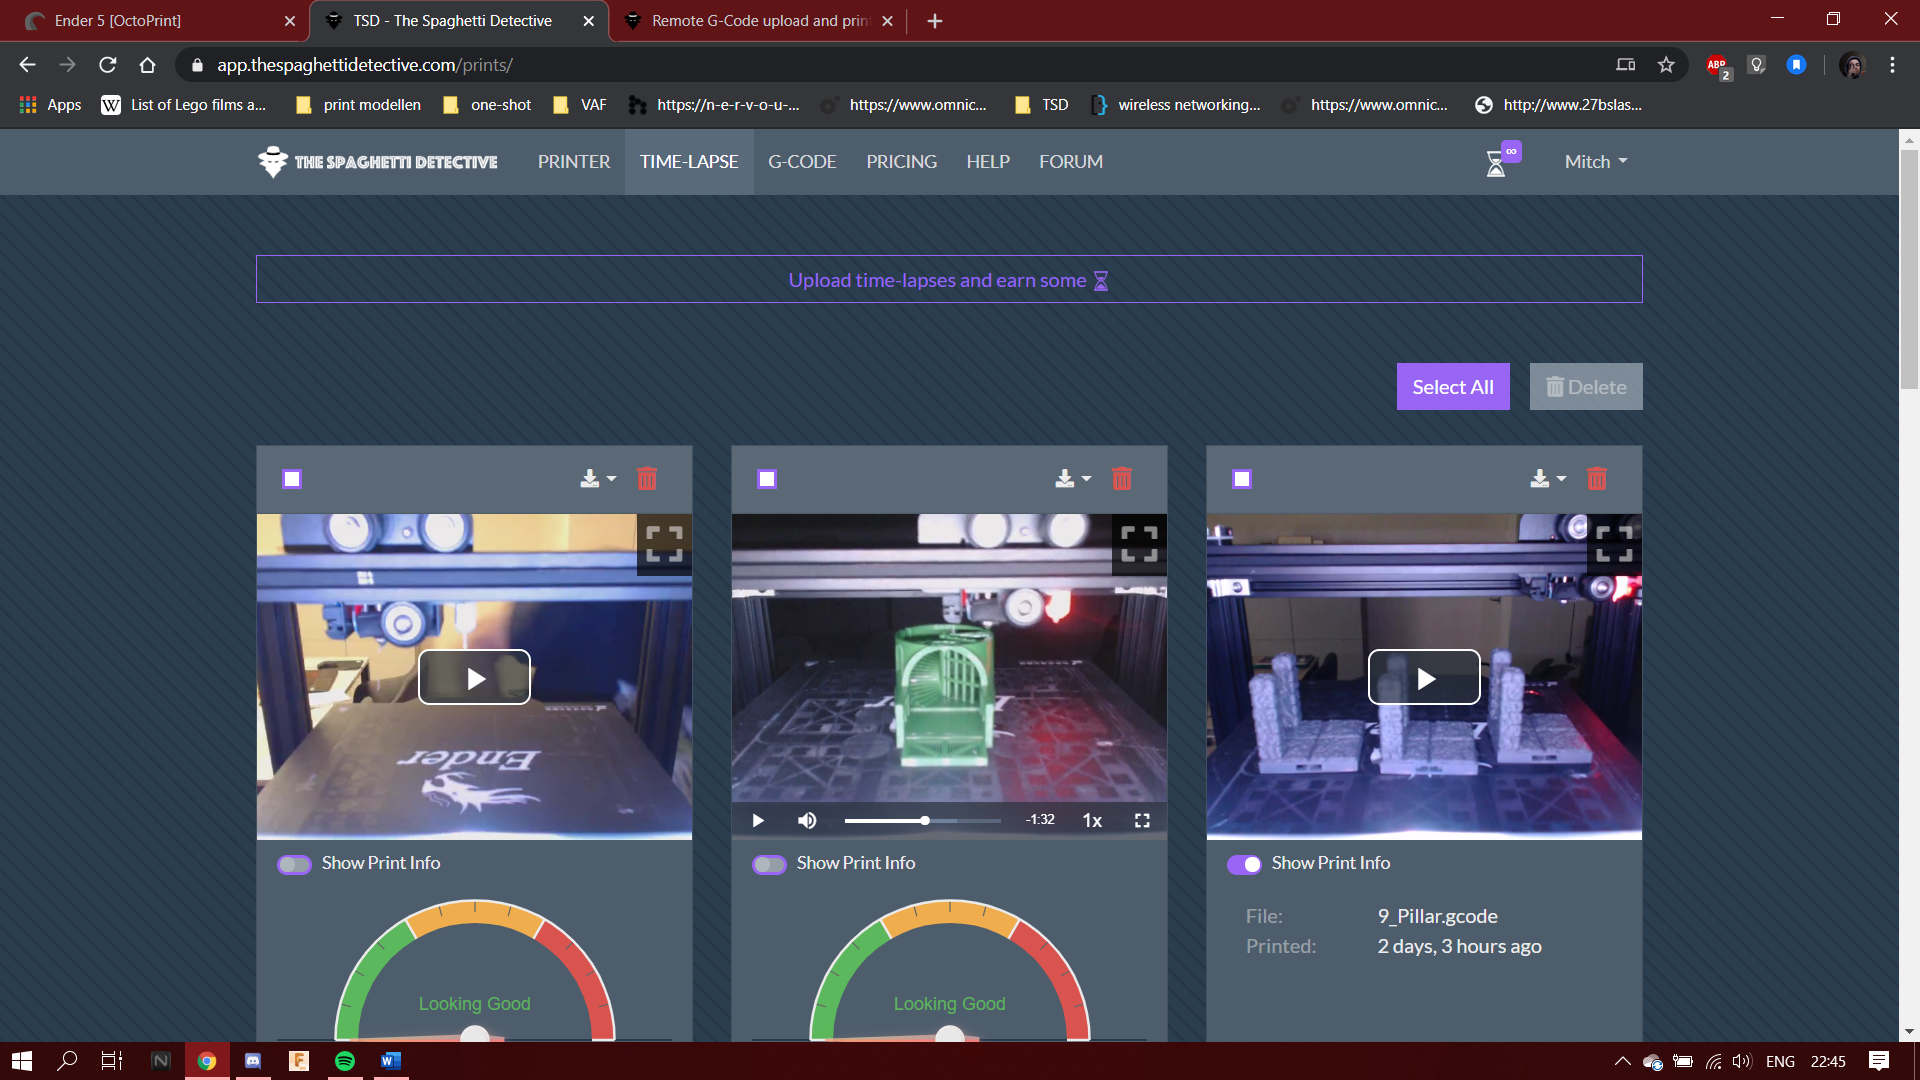 Ender 5 [OctoPrint]
TSD - The Spaghetti Detective
Remote G-Code upload and prin
app.thespaghettidetective.com/prints/
ABP
2
Apps
W
List of Lego films a...
print modellen
one-shot
VAF
https://n-e-r-v-o-u-...
https://www.omnic...
TSD
wireless networking...
https://www.omnic...
http://www.27bslas...
THE SPAGHETTI DETECTIVE
PRINTER
TIME-LAPSE
G-CODE
PRICING
HELP
FORUM
∞
Mitch
Upload time-lapses and earn some
Select All
Delete
Ender
-1:32
1x
Show Print Info
Show Print Info
Show Print Info
File:
9_Pillar.gcode
Printed:
2 days, 3 hours ago
Looking Good
Looking Good
N
F
W
ENG
22:45